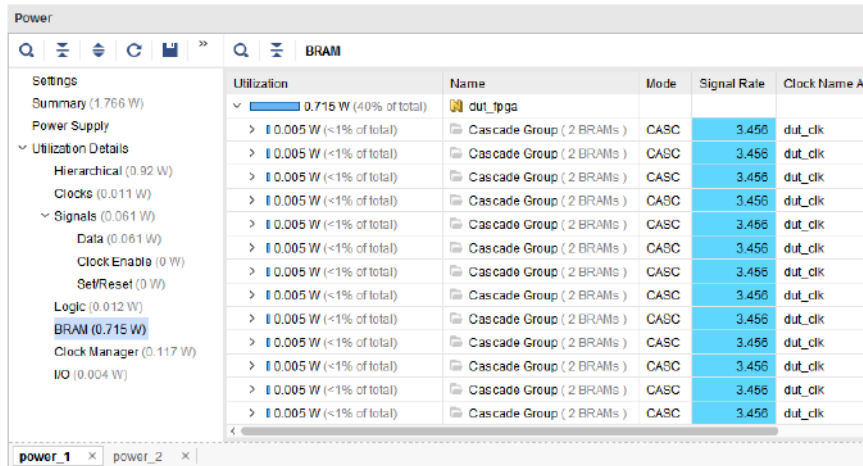 Power
» BRAM
Settings
Summary (1.766 W)
Power Supply
Utilization Details
Hierarchical (0.92 W)
Clocks (0.011 W)
Signals (0.061 W)
Data (0.061 W)
Clock Enable (0 W)
Set/Reset (0 W)
Logic (0.012 W)
BRAM (0.715 W)
Clock Manager (0.117 W)
I/O (0.004 W)
Utilization Name Mode Signal Rate Clock Name A
0.715 W (40% of total) dut_fpga
0.005 W (<1% of total) Cascade Group ( 2 BRAMs ) CASC 3.456 dut_clk
0.005 W (<1% of total) Cascade Group ( 2 BRAMs ) CASC 3.456 dut_clk
0.005 W (<1% of total) Cascade Group ( 2 BRAMs ) CASC 3.456 dut_clk
0.005 W (<1% of total) Cascade Group ( 2 BRAMs ) CASC 3.456 dut_clk
0.005 W (<1% of total) Cascade Group ( 2 BRAMs ) CASC 3.456 dut_clk
0.005 W (<1% of total) Cascade Group ( 2 BRAMs ) CASC 3.456 dut_clk
0.005 W (<1% of total) Cascade Group ( 2 BRAMs ) CASC 3.456 dut_clk
0.005 W (<1% of total) Cascade Group ( 2 BRAMs ) CASC 3.456 dut_clk
0.005 W (<1% of total) Cascade Group ( 2 BRAMs ) CASC 3.456 dut_clk
0.005 W (<1% of total) Cascade Group ( 2 BRAMs ) CASC 3.456 dut_clk
0.005 W (<1% of total) Cascade Group ( 2 BRAMs ) CASC 3.456 dut_clk
0.005 W (<1% of total) Cascade Group ( 2 BRAMs ) CASC 3.456 dut_clk
0.005 W (<1% of total) Cascade Group ( 2 BRAMs ) CASC 3.456 dut_clk
power_1 × power_2 ×